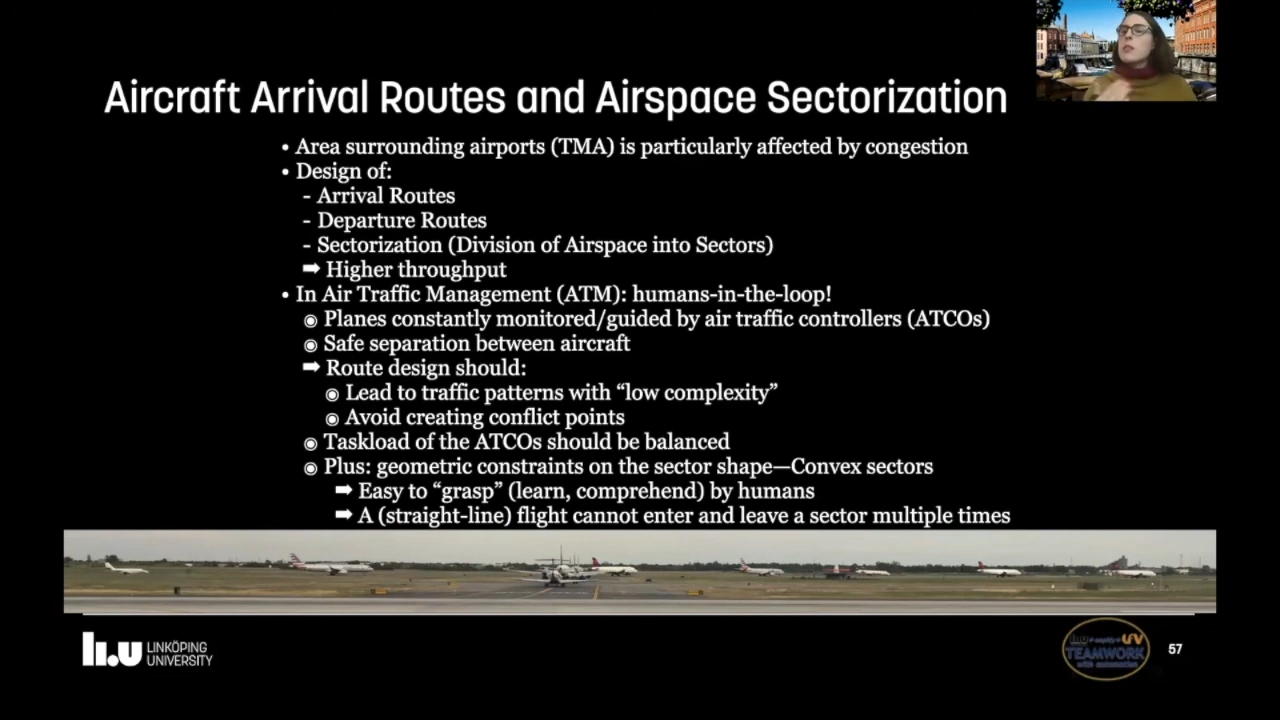 Aircraft Arrival Routes and Airspace Sectorization
• Area surrounding airports (TMA) is particularly affected by congestion
• Design of:
- Arrival Routes
- Departure Routes
- Sectorization (Division of Airspace into Sectors)
➡ Higher throughput
• In Air Traffic Management (ATM): humans-in-the-loop!
◉ Planes constantly monitored/guided by air traffic controllers (ATCOs)
◉ Safe separation between aircraft
➡ Route design should:
◉ Lead to traffic patterns with “low complexity”
◉ Avoid creating conflict points
◉ Taskload of the ATCOs should be balanced
◉ Plus: geometric constraints on the sector shape—Convex sectors
➡ Easy to “grasp” (learn, comprehend) by humans
➡ A (straight-line) flight cannot enter and leave a sector multiple times
li.u LINKÖPING
UNIVERSITY
LFV
TEAMWORK
with automation
57